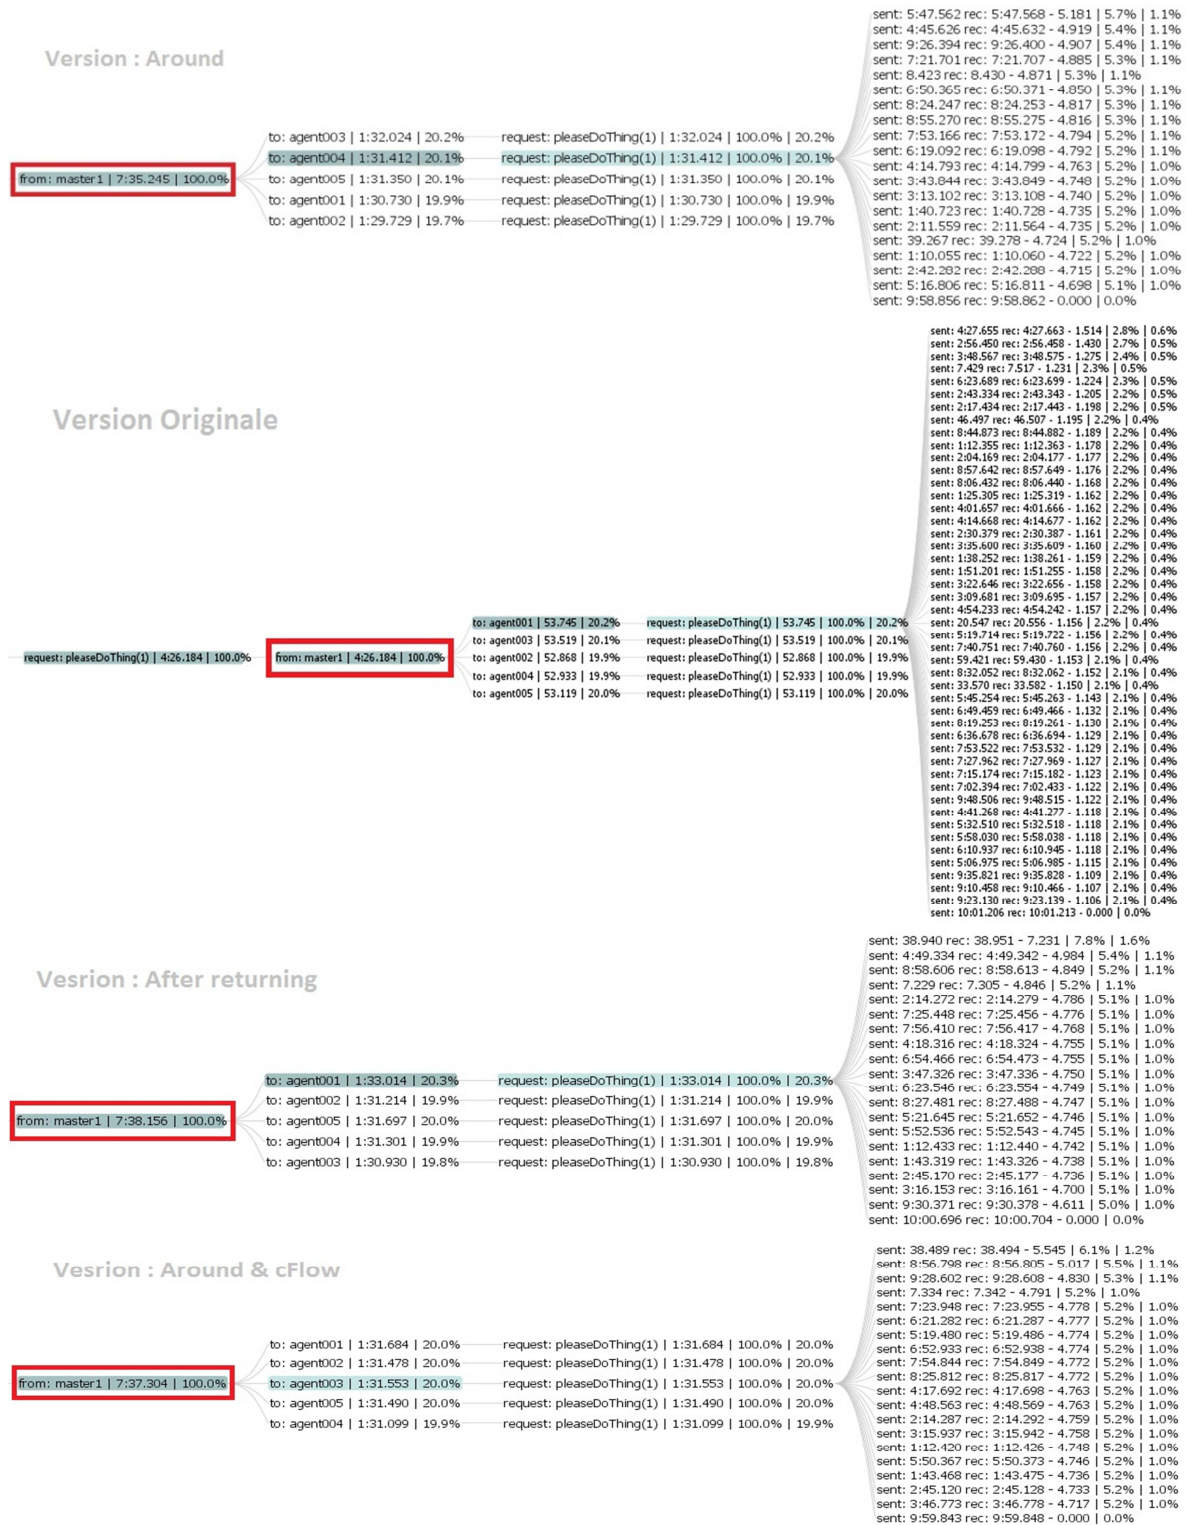 Version : Around
from: master1 | 7:35.245 | 100.0%
to: agent003 | 1:32.024 | 20.2%
to: agent004 | 1:31.412 | 20.1%
to: agent005 | 1:31.350 | 20.1%
to: agent001 | 1:30.730 | 19.9%
to: agent002 | 1:29.729 | 19.7%
request: pleaseDoThing(1) | 1:32.024 | 100.0% | 20.2%
request: pleaseDoThing(1) | 1:31.412 | 100.0% | 20.1%
request: pleaseDoThing(1) | 1:31.350 | 100.0% | 20.1%
request: pleaseDoThing(1) | 1:30.730 | 100.0% | 19.9%
request: pleaseDoThing(1) | 1:29.729 | 100.0% | 19.7%
sent: 5:47.562 rec: 5:47.568 - 5.181 | 5.7% | 1.1%
sent: 4:45.626 rec: 4:45.632 - 4.919 | 5.4% | 1.1%
sent: 9:26.394 rec: 9:26.400 - 4.907 | 5.4% | 1.1%
sent: 7:21.701 rec: 7:21.707 - 4.885 | 5.3% | 1.1%
sent: 8.423 rec: 8.430 - 4.871 | 5.3% | 1.1%
sent: 6:50.365 rec: 6:50.371 - 4.850 | 5.3% | 1.1%
sent: 8:24.247 rec: 8:24.253 - 4.817 | 5.3% | 1.1%
sent: 8:55.270 rec: 8:55.275 - 4.816 | 5.3% | 1.1%
sent: 7:53.166 rec: 7:53.172 - 4.794 | 5.2% | 1.1%
sent: 6:19.092 rec: 6:19.098 - 4.792 | 5.2% | 1.1%
sent: 4:14.793 rec: 4:14.799 - 4.763 | 5.2% | 1.0%
sent: 3:43.844 rec: 3:43.849 - 4.748 | 5.2% | 1.0%
sent: 3:13.102 rec: 3:13.108 - 4.740 | 5.2% | 1.0%
sent: 1:40.723 rec: 1:40.728 - 4.735 | 5.2% | 1.0%
sent: 2:11.559 rec: 2:11.564 - 4.735 | 5.2% | 1.0%
sent: 39.267 rec: 39.278 - 4.724 | 5.2% | 1.0%
sent: 1:10.055 rec: 1:10.060 - 4.722 | 5.2% | 1.0%
sent: 2:42.282 rec: 2:42.288 - 4.715 | 5.2% | 1.0%
sent: 5:16.806 rec: 5:16.811 - 4.698 | 5.1% | 1.0%
sent: 9:58.856 rec: 9:58.862 - 0.000 | 0.0%
Version Originale
request: pleaseDoThing(1) | 4:26.184 | 100.0%
from: master1 | 4:26.184 | 100.0%
to: agent001 | 53.745 | 20.2%
to: agent003 | 53.519 | 20.1%
to: agent002 | 52.868 | 19.9%
to: agent004 | 52.933 | 19.9%
to: agent005 | 53.119 | 20.0%
request: pleaseDoThing(1) | 53.745 | 100.0% | 20.2%
request: pleaseDoThing(1) | 53.519 | 100.0% | 20.1%
request: pleaseDoThing(1) | 52.868 | 100.0% | 19.9%
request: pleaseDoThing(1) | 52.933 | 100.0% | 19.9%
request: pleaseDoThing(1) | 53.119 | 100.0% | 20.0%
sent: 4:27.655 rec: 4:27.663 - 1.514 | 2.8% | 0.6%
sent: 2:56.450 rec: 2:56.458 - 1.430 | 2.7% | 0.5%
sent: 3:48.567 rec: 3:48.575 - 1.275 | 2.4% | 0.5%
sent: 7.429 rec: 7.517 - 1.231 | 2.3% | 0.5%
sent: 6:23.689 rec: 6:23.699 - 1.224 | 2.3% | 0.5%
sent: 2:43.334 rec: 2:43.343 - 1.205 | 2.2% | 0.5%
sent: 2:17.434 rec: 2:17.443 - 1.198 | 2.2% | 0.5%
sent: 46.497 rec: 46.507 - 1.195 | 2.2% | 0.4%
sent: 8:44.873 rec: 8:44.882 - 1.189 | 2.2% | 0.4%
sent: 1:12.355 rec: 1:12.363 - 1.178 | 2.2% | 0.4%
sent: 2:04.169 rec: 2:04.177 - 1.177 | 2.2% | 0.4%
sent: 8:57.642 rec: 8:57.649 - 1.176 | 2.2% | 0.4%
sent: 8:06.432 rec: 8:06.440 - 1.168 | 2.2% | 0.4%
sent: 1:25.305 rec: 1:25.319 - 1.162 | 2.2% | 0.4%
sent: 4:01.657 rec: 4:01.666 - 1.162 | 2.2% | 0.4%
sent: 4:14.668 rec: 4:14.677 - 1.162 | 2.2% | 0.4%
sent: 2:30.379 rec: 2:30.387 - 1.161 | 2.2% | 0.4%
sent: 3:35.600 rec: 3:35.609 - 1.160 | 2.2% | 0.4%
sent: 1:38.252 rec: 1:38.261 - 1.159 | 2.2% | 0.4%
sent: 1:51.201 rec: 1:51.255 - 1.158 | 2.2% | 0.4%
sent: 3:22.646 rec: 3:22.656 - 1.158 | 2.2% | 0.4%
sent: 3:09.681 rec: 3:09.695 - 1.157 | 2.2% | 0.4%
sent: 4:54.233 rec: 4:54.242 - 1.157 | 2.2% | 0.4%
sent: 20.547 rec: 20.556 - 1.156 | 2.2% | 0.4%
sent: 5:19.714 rec: 5:19.722 - 1.156 | 2.2% | 0.4%
sent: 7:40.751 rec: 7:40.760 - 1.156 | 2.2% | 0.4%
sent: 59.421 rec: 59.430 - 1.153 | 2.1% | 0.4%
sent: 8:32.052 rec: 8:32.062 - 1.152 | 2.1% | 0.4%
sent: 33.570 rec: 33.582 - 1.150 | 2.1% | 0.4%
sent: 5:45.254 rec: 5:45.263 - 1.143 | 2.1% | 0.4%
sent: 6:49.459 rec: 6:49.466 - 1.132 | 2.1% | 0.4%
sent: 8:19.253 rec: 8:19.261 - 1.130 | 2.1% | 0.4%
sent: 6:36.678 rec: 6:36.694 - 1.129 | 2.1% | 0.4%
sent: 7:53.522 rec: 7:53.532 - 1.129 | 2.1% | 0.4%
sent: 7:27.962 rec: 7:27.969 - 1.127 | 2.1% | 0.4%
sent: 7:15.174 rec: 7:15.182 - 1.123 | 2.1% | 0.4%
sent: 7:02.394 rec: 7:02.433 - 1.122 | 2.1% | 0.4%
sent: 9:48.506 rec: 9:48.515 - 1.122 | 2.1% | 0.4%
sent: 4:41.268 rec: 4:41.277 - 1.118 | 2.1% | 0.4%
sent: 5:32.510 rec: 5:32.518 - 1.118 | 2.1% | 0.4%
sent: 5:58.030 rec: 5:58.038 - 1.118 | 2.1% | 0.4%
sent: 6:10.937 rec: 6:10.945 - 1.118 | 2.1% | 0.4%
sent: 5:06.975 rec: 5:06.985 - 1.115 | 2.1% | 0.4%
sent: 9:35.821 rec: 9:35.828 - 1.109 | 2.1% | 0.4%
sent: 9:10.458 rec: 9:10.466 - 1.107 | 2.1% | 0.4%
sent: 9:23.130 rec: 9:23.139 - 1.106 | 2.1% | 0.4%
sent: 10:01.206 rec: 10:01.213 - 0.000 | 0.0%
Vesrion : After returning
from: master1 | 7:38.156 | 100.0%
to: agent001 | 1:33.014 | 20.3%
to: agent002 | 1:31.214 | 19.9%
to: agent005 | 1:31.697 | 20.0%
to: agent004 | 1:31.301 | 19.9%
to: agent003 | 1:30.930 | 19.8%
request: pleaseDoThing(1) | 1:33.014 | 100.0% | 20.3%
request: pleaseDoThing(1) | 1:31.214 | 100.0% | 19.9%
request: pleaseDoThing(1) | 1:31.697 | 100.0% | 20.0%
request: pleaseDoThing(1) | 1:31.301 | 100.0% | 19.9%
request: pleaseDoThing(1) | 1:30.930 | 100.0% | 19.8%
sent: 38.940 rec: 38.951 - 7.231 | 7.8% | 1.6%
sent: 4:49.334 rec: 4:49.342 - 4.984 | 5.4% | 1.1%
sent: 8:58.606 rec: 8:58.613 - 4.849 | 5.2% | 1.1%
sent: 7.229 rec: 7.305 - 4.846 | 5.2% | 1.1%
sent: 2:14.272 rec: 2:14.279 - 4.786 | 5.1% | 1.0%
sent: 7:25.448 rec: 7:25.456 - 4.776 | 5.1% | 1.0%
sent: 7:56.410 rec: 7:56.417 - 4.768 | 5.1% | 1.0%
sent: 4:18.316 rec: 4:18.324 - 4.755 | 5.1% | 1.0%
sent: 6:54.466 rec: 6:54.473 - 4.755 | 5.1% | 1.0%
sent: 3:47.326 rec: 3:47.336 - 4.750 | 5.1% | 1.0%
sent: 6:23.546 rec: 6:23.554 - 4.749 | 5.1% | 1.0%
sent: 8:27.481 rec: 8:27.488 - 4.747 | 5.1% | 1.0%
sent: 5:21.645 rec: 5:21.652 - 4.746 | 5.1% | 1.0%
sent: 5:52.536 rec: 5:52.543 - 4.745 | 5.1% | 1.0%
sent: 1:12.433 rec: 1:12.440 - 4.742 | 5.1% | 1.0%
sent: 1:43.319 rec: 1:43.326 - 4.738 | 5.1% | 1.0%
sent: 2:45.170 rec: 2:45.177 - 4.736 | 5.1% | 1.0%
sent: 3:16.153 rec: 3:16.161 - 4.700 | 5.1% | 1.0%
sent: 9:30.371 rec: 9:30.378 - 4.611 | 5.0% | 1.0%
sent: 10:00.696 rec: 10:00.704 - 0.000 | 0.0%
Vesrion : Around & cFlow
from: master1 | 7:37.304 | 100.0%
to: agent001 | 1:31.684 | 20.0%
to: agent002 | 1:31.478 | 20.0%
to: agent003 | 1:31.553 | 20.0%
to: agent005 | 1:31.490 | 20.0%
to: agent004 | 1:31.099 | 19.9%
request: pleaseDoThing(1) | 1:31.684 | 100.0% | 20.0%
request: pleaseDoThing(1) | 1:31.478 | 100.0% | 20.0%
request: pleaseDoThing(1) | 1:31.553 | 100.0% | 20.0%
request: pleaseDoThing(1) | 1:31.490 | 100.0% | 20.0%
request: pleaseDoThing(1) | 1:31.099 | 100.0% | 19.9%
sent: 38.489 rec: 38.494 - 5.545 | 6.1% | 1.2%
sent: 8:56.798 rec: 8:56.805 - 5.017 | 5.5% | 1.1%
sent: 9:28.602 rec: 9:28.608 - 4.830 | 5.3% | 1.1%
sent: 7.334 rec: 7.342 - 4.791 | 5.2% | 1.0%
sent: 7:23.948 rec: 7:23.955 - 4.778 | 5.2% | 1.0%
sent: 6:21.282 rec: 6:21.287 - 4.777 | 5.2% | 1.0%
sent: 5:19.480 rec: 5:19.486 - 4.774 | 5.2% | 1.0%
sent: 6:52.933 rec: 6:52.938 - 4.774 | 5.2% | 1.0%
sent: 7:54.844 rec: 7:54.849 - 4.772 | 5.2% | 1.0%
sent: 8:25.812 rec: 8:25.817 - 4.772 | 5.2% | 1.0%
sent: 4:17.692 rec: 4:17.698 - 4.763 | 5.2% | 1.0%
sent: 4:48.563 rec: 4:48.569 - 4.763 | 5.2% | 1.0%
sent: 2:14.287 rec: 2:14.292 - 4.759 | 5.2% | 1.0%
sent: 3:15.937 rec: 3:15.942 - 4.758 | 5.2% | 1.0%
sent: 1:12.420 rec: 1:12.426 - 4.748 | 5.2% | 1.0%
sent: 5:50.367 rec: 5:50.373 - 4.746 | 5.2% | 1.0%
sent: 1:43.468 rec: 1:43.475 - 4.736 | 5.2% | 1.0%
sent: 2:45.120 rec: 2:45.128 - 4.733 | 5.2% | 1.0%
sent: 3:46.773 rec: 3:46.778 - 4.717 | 5.2% | 1.0%
sent: 9:59.843 rec: 9:59.848 - 0.000 | 0.0%